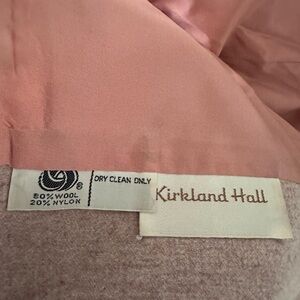 ®
80% WOOL
20% NYLON
DRY CLEAN ONLY
Kirkland Hall